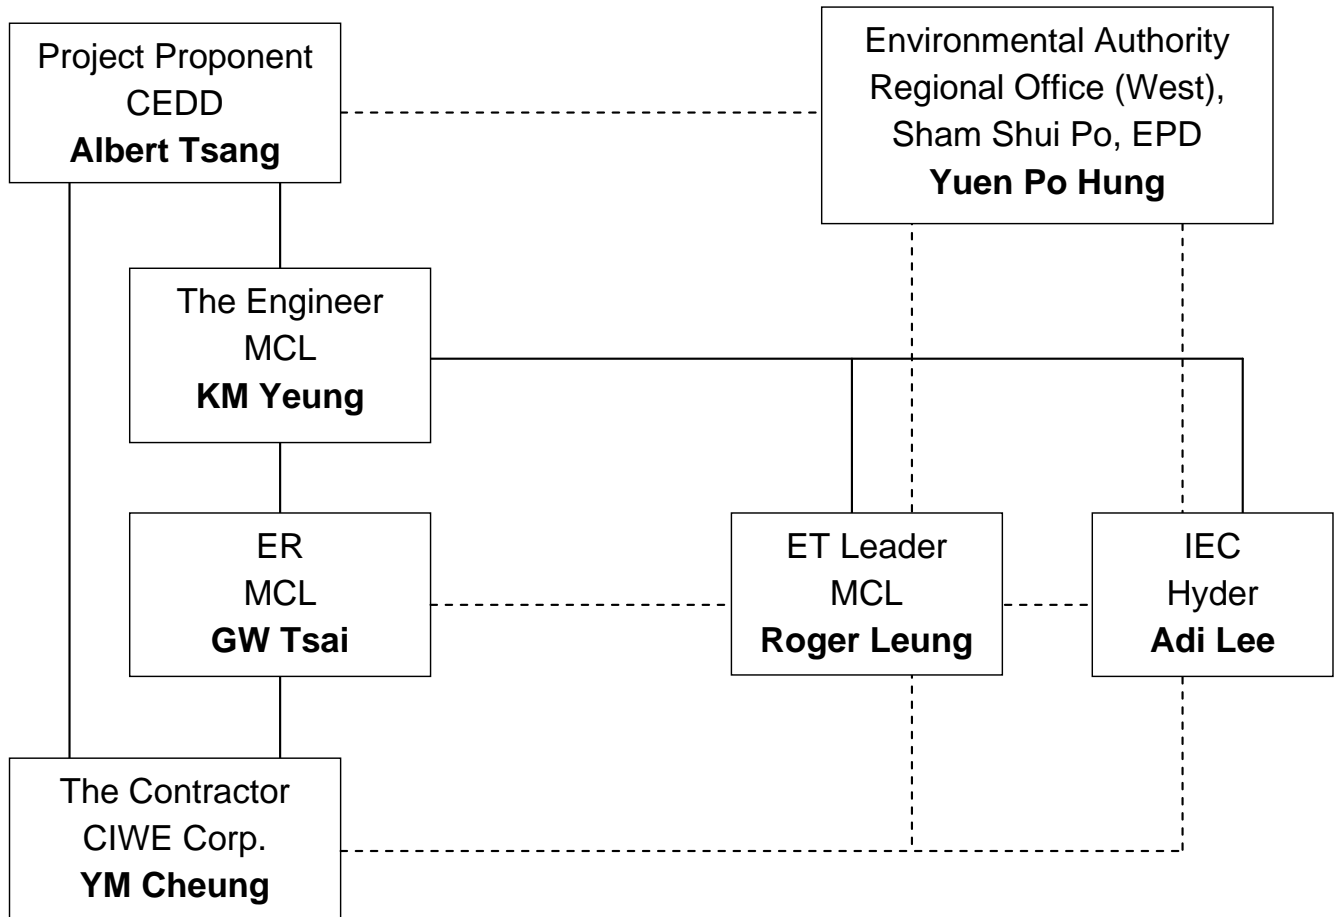 Project Proponent
CEDD
Albert Tsang
Environmental Authority
Regional Office (West),
Sham Shui Po, EPD
Yuen Po Hung
The Engineer
MCL
KM Yeung
ER
MCL
GW Tsai
ET Leader
MCL
Roger Leung
IEC
Hyder
Adi Lee
The Contractor
CIWE Corp.
YM Cheung